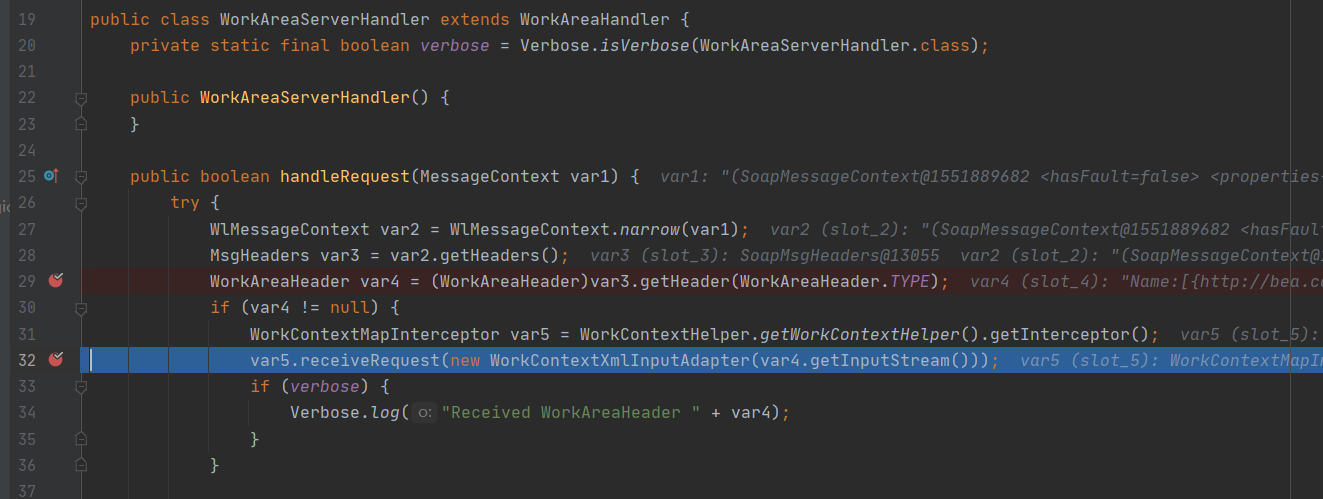 19 public class WorkAreaServerHandler extends WorkAreaHandler {
20 private static final boolean verbose = Verbose.isVerbose(WorkAreaServerHandler.class);
21
22 public WorkAreaServerHandler() {
23 }
24
25 public boolean handleRequest(MessageContext var1) { var1: "(SoapMessageContext@1551889682 <hasFault=false> <properties=
26 try {
27 WlMessageContext var2 = WlMessageContext.narrow(var1); var2 (slot_2): "(SoapMessageContext@1551889682 <hasFaul
28 MsgHeaders var3 = var2.getHeaders(); var3 (slot_3): SoapMsgHeaders@13055 var2 (slot_2): "(SoapMessageContext@1
29 WorkAreaHeader var4 = (WorkAreaHeader)var3.getHeader(WorkAreaHeader.TYPE); var4 (slot_4): "Name:[{http://bea.co
30 if (var4 != null) {
31 WorkContextMapInterceptor var5 = WorkContextHelper.getWorkContextHelper().getInterceptor(); var5 (slot_5):
32 var5.receiveRequest(new WorkContextXmlInputAdapter(var4.getInputStream())); var5 (slot_5): WorkContextMapIn
33 if (verbose) {
34 Verbose.log( o: "Received WorkAreaHeader " + var4);
35 }
36 }
37